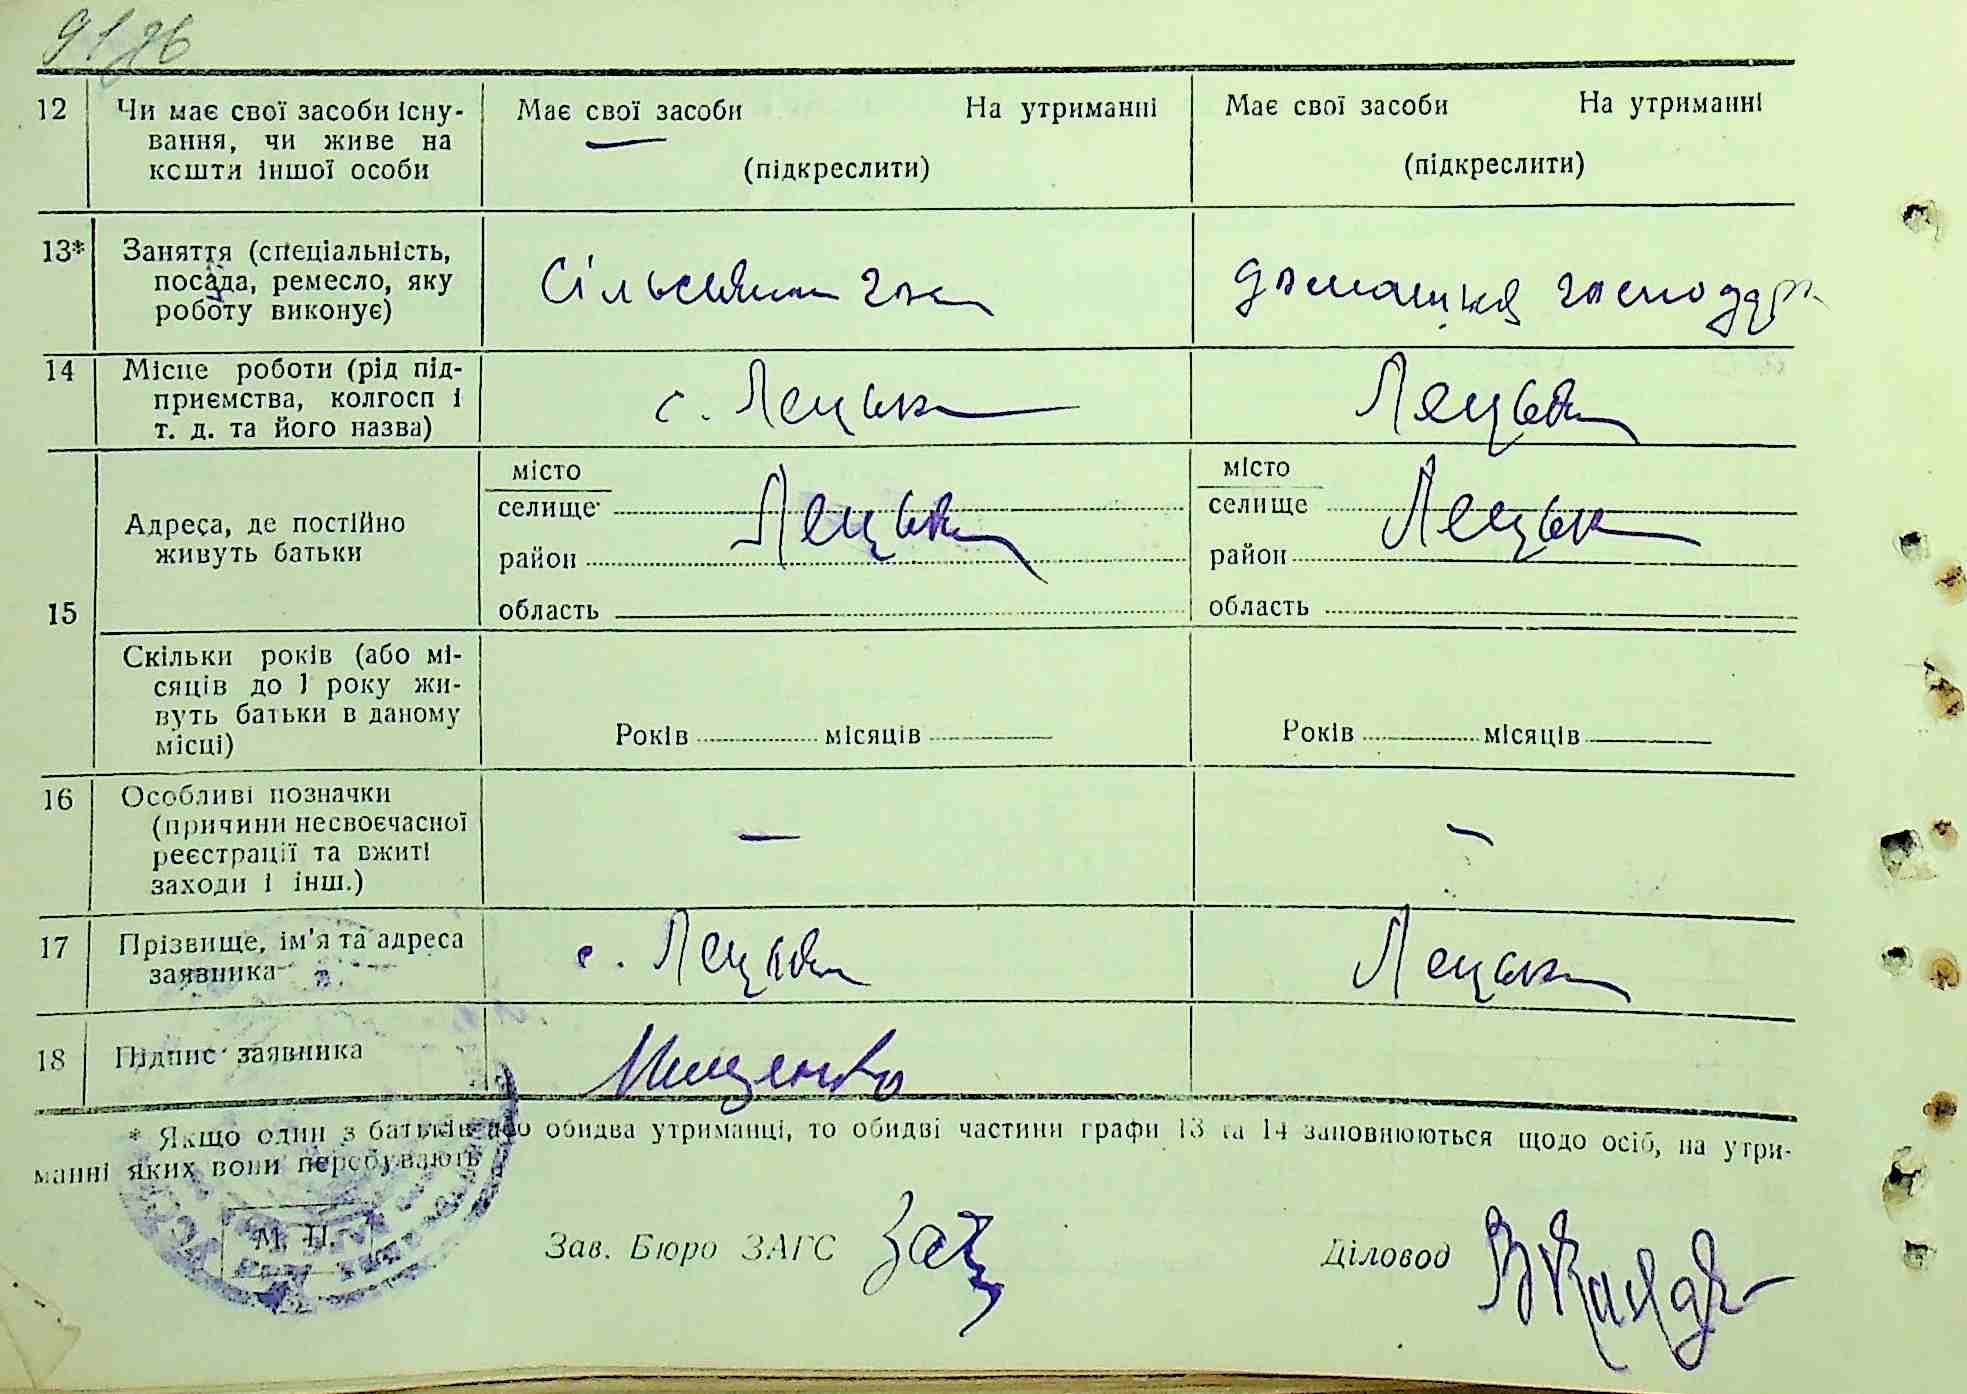 9126
12 Чи має свої засоби існу-
вання, чи живе на
кошти іншої особи
Має свої засоби На утриманні
(підкреслити)
Має свої засоби На утриманні
(підкреслити)
13* Заняття (спеціальність,
посада, ремесло, яку
роботу виконує)
домашня господар
14 Місце роботи (рід під-
приємства, колгосп і
т. д. та його назва)
с. Лецьки
Лецьки
15
Адреса, де постійно
живуть батьки
місто
селище Лецьки
район
область
місто
селище Лецьки
район
область
Скільки років (або мі-
сяців до 1 року жи-
вуть батьки в даному
місці)
Років місяців
Років місяців
16 Особливі позначки
(причини несвоєчасної
реєстрації та вжиті
заходи і інш.)
—
—
17 Прізвище, ім'я та адреса
заявника
с. Лецьки
Лецьки
18 Підпис заявника
Мищенко
* Якщо один з батьків або обидва утриманці, то обидві частини графи 13 та 14 заповнюються щодо осіб, на утри-
манні яких вони перебувають
М. П.
Зав. Бюро ЗАГС
Діловод